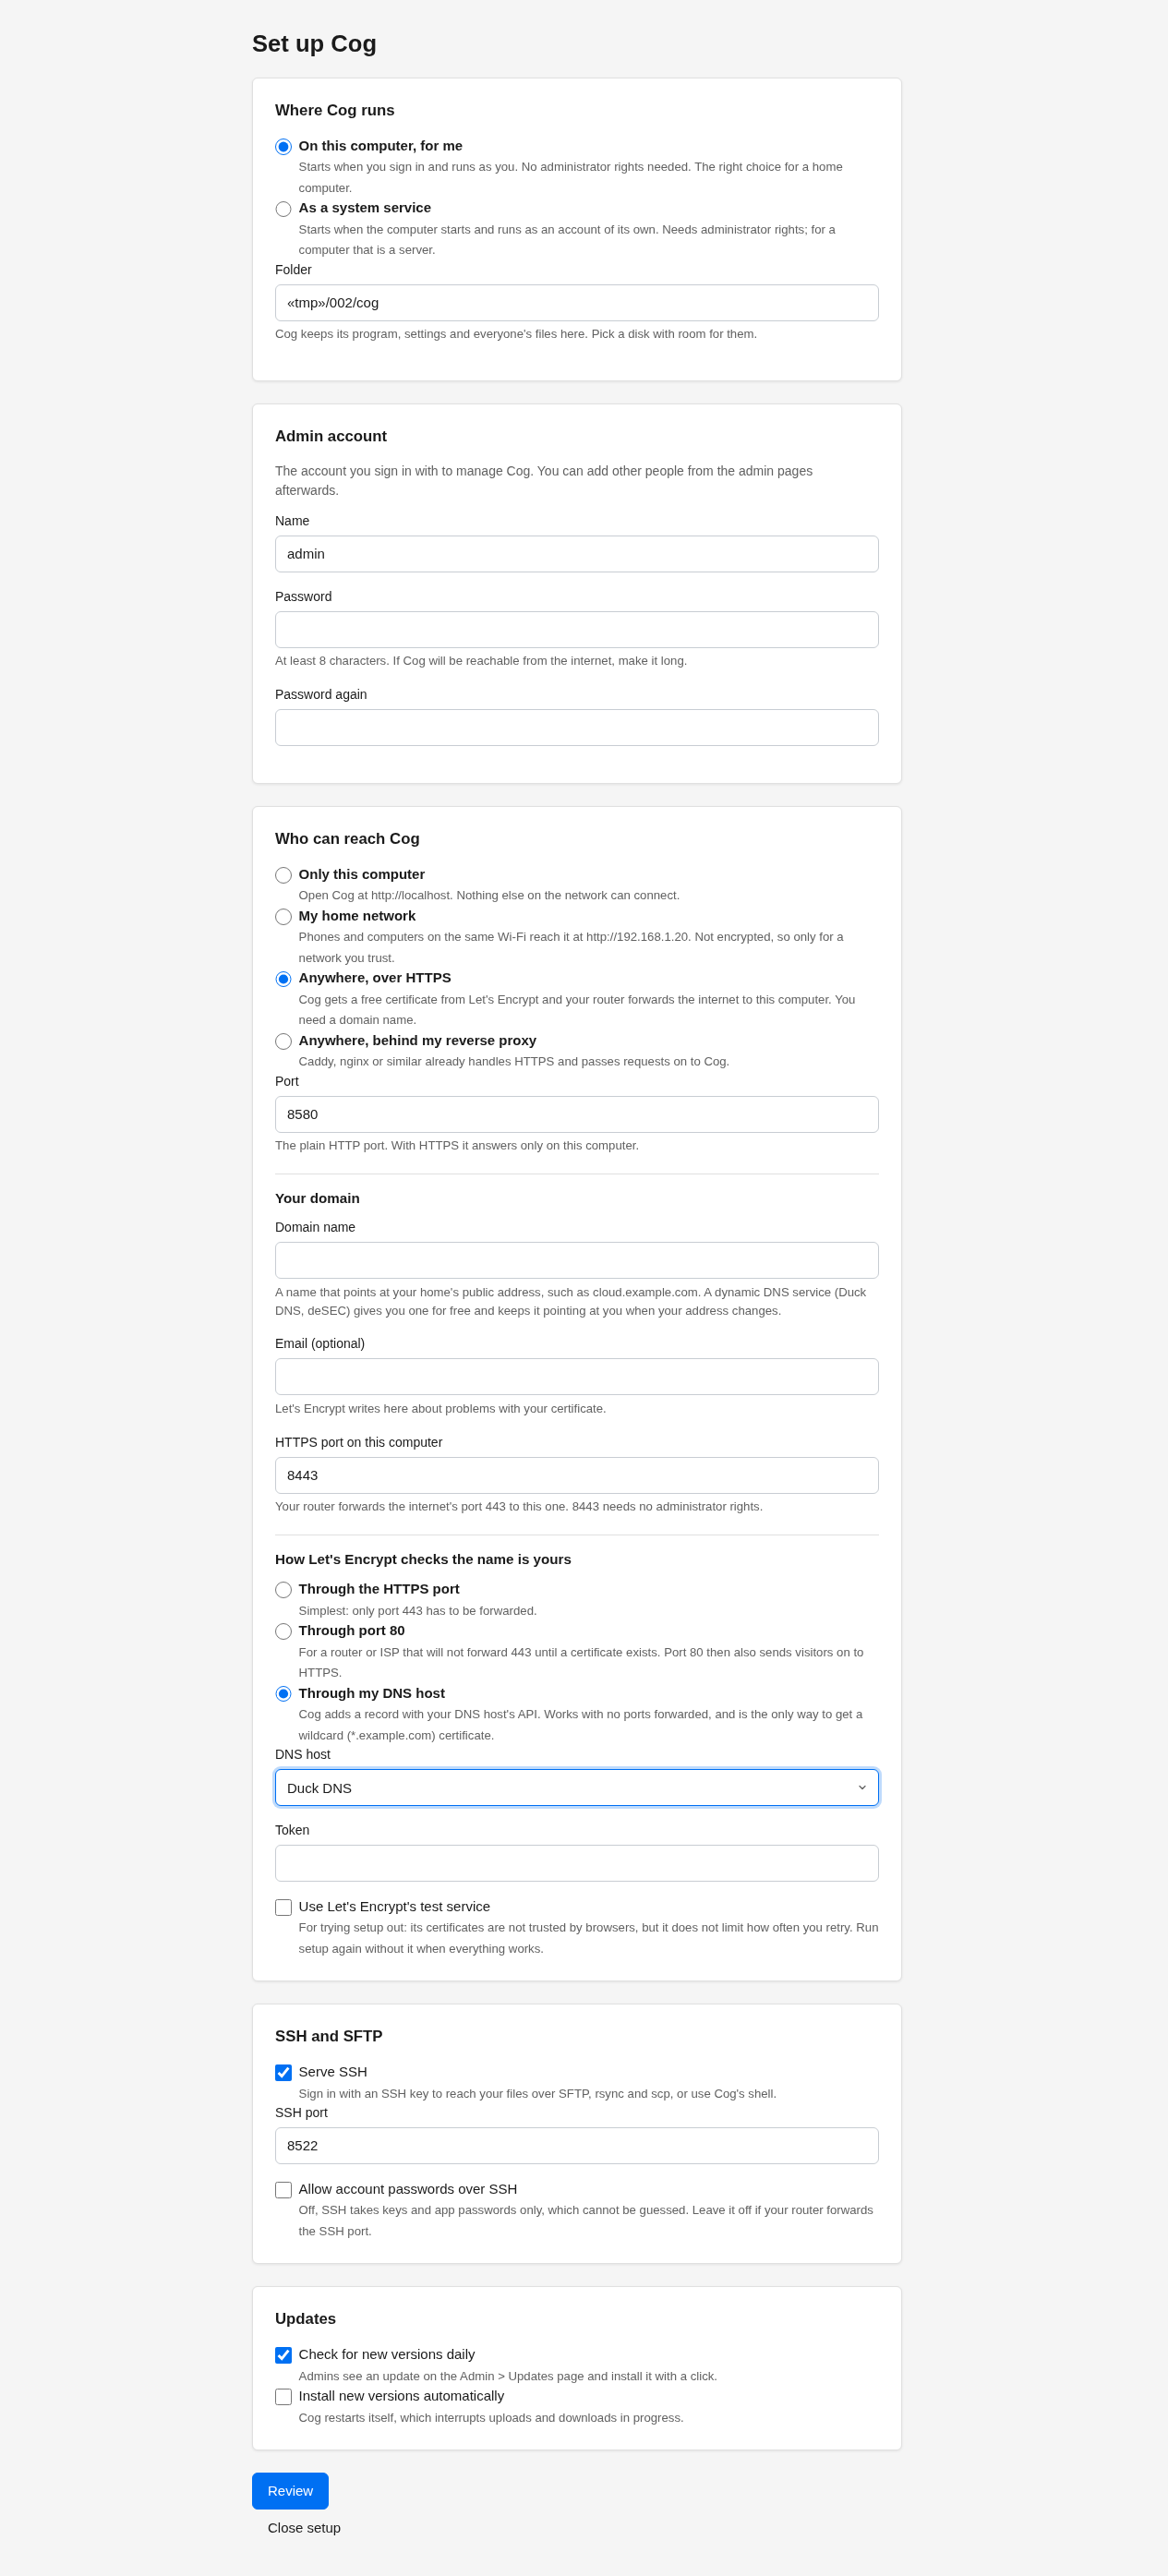 Set up Cog
Where Cog runs
On this computer, for me
Starts when you sign in and runs as you. No administrator rights needed. The right choice for a home
computer.
As a system service
Starts when the computer starts and runs as an account of its own. Needs administrator rights; for a
computer that is a server.
Folder
«tmp»/002/cog
Cog keeps its program, settings and everyone's files here. Pick a disk with room for them.
Admin account
The account you sign in with to manage Cog. You can add other people from the admin pages
afterwards.
Name
admin
Password
At least 8 characters. If Cog will be reachable from the internet, make it long.
Password again
Who can reach Cog
Only this computer
Open Cog at http://localhost. Nothing else on the network can connect.
My home network
Phones and computers on the same Wi-Fi reach it at http://192.168.1.20. Not encrypted, so only for a
network you trust.
Anywhere, over HTTPS
Cog gets a free certificate from Let's Encrypt and your router forwards the internet to this computer. You
need a domain name.
Anywhere, behind my reverse proxy
Caddy, nginx or similar already handles HTTPS and passes requests on to Cog.
Port
8580
The plain HTTP port. With HTTPS it answers only on this computer.
Your domain
Domain name
A name that points at your home's public address, such as cloud.example.com. A dynamic DNS service (Duck
DNS, deSEC) gives you one for free and keeps it pointing at you when your address changes.
Email (optional)
Let's Encrypt writes here about problems with your certificate.
HTTPS port on this computer
8443
Your router forwards the internet's port 443 to this one. 8443 needs no administrator rights.
How Let's Encrypt checks the name is yours
Through the HTTPS port
Simplest: only port 443 has to be forwarded.
Through port 80
For a router or ISP that will not forward 443 until a certificate exists. Port 80 then also sends visitors on to
HTTPS.
Through my DNS host
Cog adds a record with your DNS host's API. Works with no ports forwarded, and is the only way to get a
wildcard (*.example.com) certificate.
DNS host
Duck DNS
Token
Use Let's Encrypt's test service
For trying setup out: its certificates are not trusted by browsers, but it does not limit how often you retry. Run
setup again without it when everything works.
SSH and SFTP
Serve SSH
Sign in with an SSH key to reach your files over SFTP, rsync and scp, or use Cog's shell.
SSH port
8522
Allow account passwords over SSH
Off, SSH takes keys and app passwords only, which cannot be guessed. Leave it off if your router forwards
the SSH port.
Updates
Check for new versions daily
Admins see an update on the Admin > Updates page and install it with a click.
Install new versions automatically
Cog restarts itself, which interrupts uploads and downloads in progress.
Review
Close setup